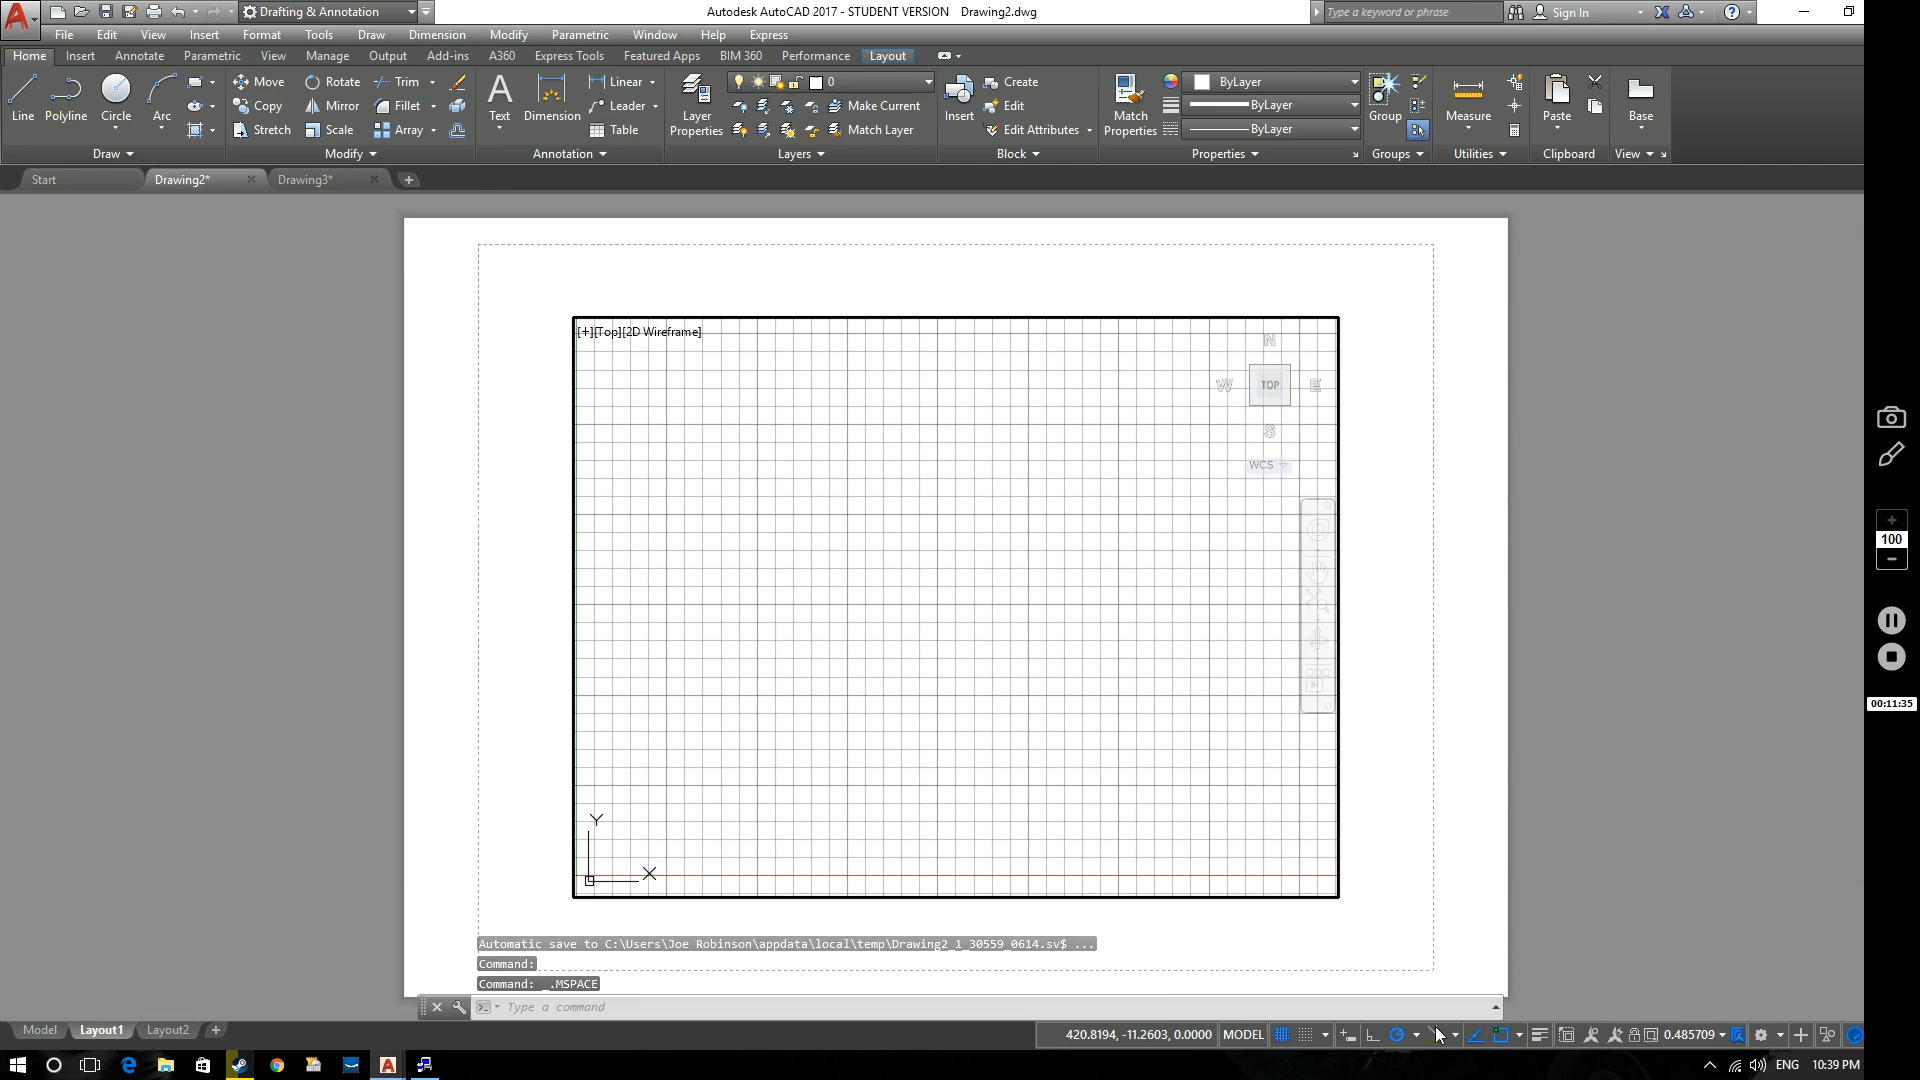 Drafting & Annotation
Autodesk AutoCAD 2017 - STUDENT VERSION Drawing2.dwg
Type a keyword or phrase
Sign In
File Edit View Insert Format Tools Draw Dimension Modify Parametric Window Help Express
Home Insert Annotate Parametric View Manage Output Add-ins A360 Express Tools Featured Apps BIM 360 Performance Layout
Line Polyline Circle Arc
Move Rotate Trim
Copy Mirror Fillet
Stretch Scale Array
Text Dimension
Linear
Leader
Table
Layer Properties
0
Make Current
Match Layer
Insert
Create
Edit
Edit Attributes
Match Properties
ByLayer
ByLayer
ByLayer
Group
Measure
Paste
Base
Draw Modify Annotation Layers Block Properties Groups Utilities Clipboard View
Start Drawing2* Drawing3*
[+][Top][2D Wireframe]
N
W TOP E
S
WCS
100
00:11:35
Y
X
Automatic save to C:\Users\Joe Robinson\appdata\local\temp\Drawing2_1_30559_0614.sv$ ...
Command:
Command: _.MSPACE
Type a command
Model Layout1 Layout2
420.8194, -11.2603, 0.0000 MODEL
0.485709
ENG 10:39 PM